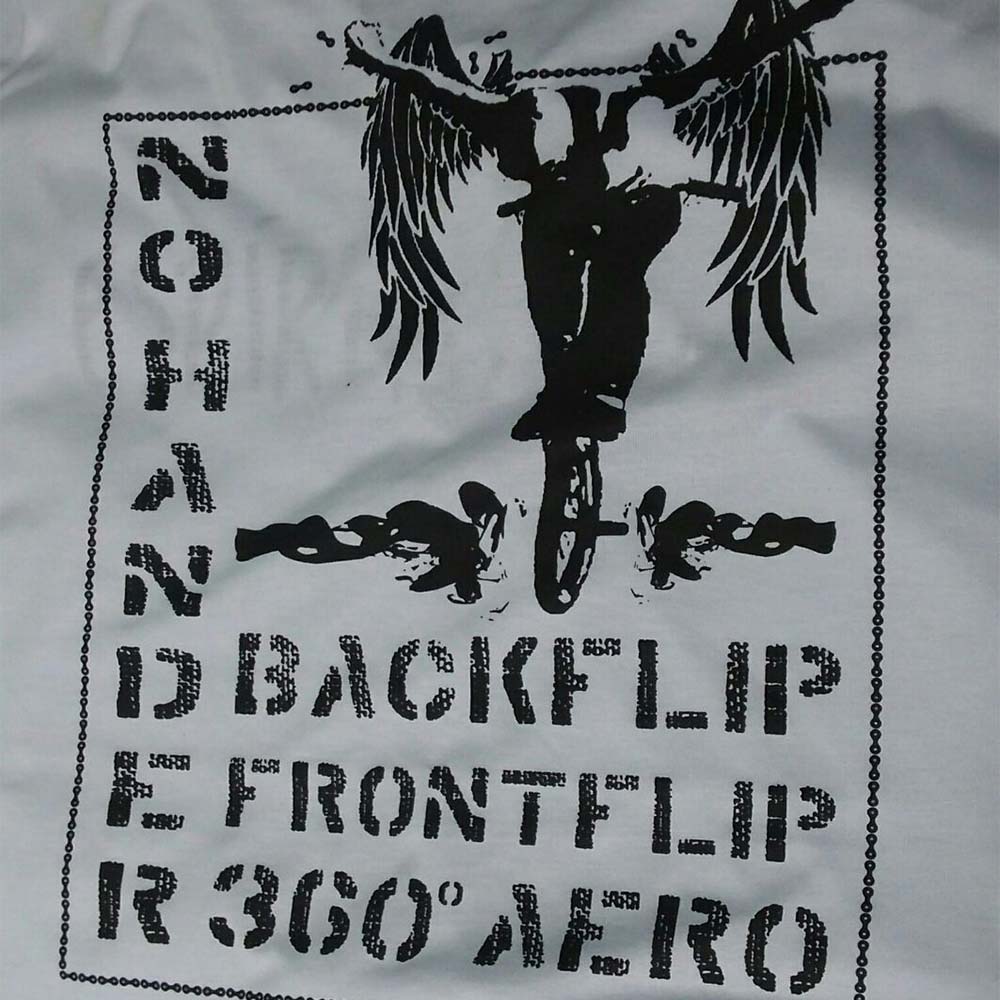 NOHANDER
BACKFLIP
FRONTFLIP
360° AERO